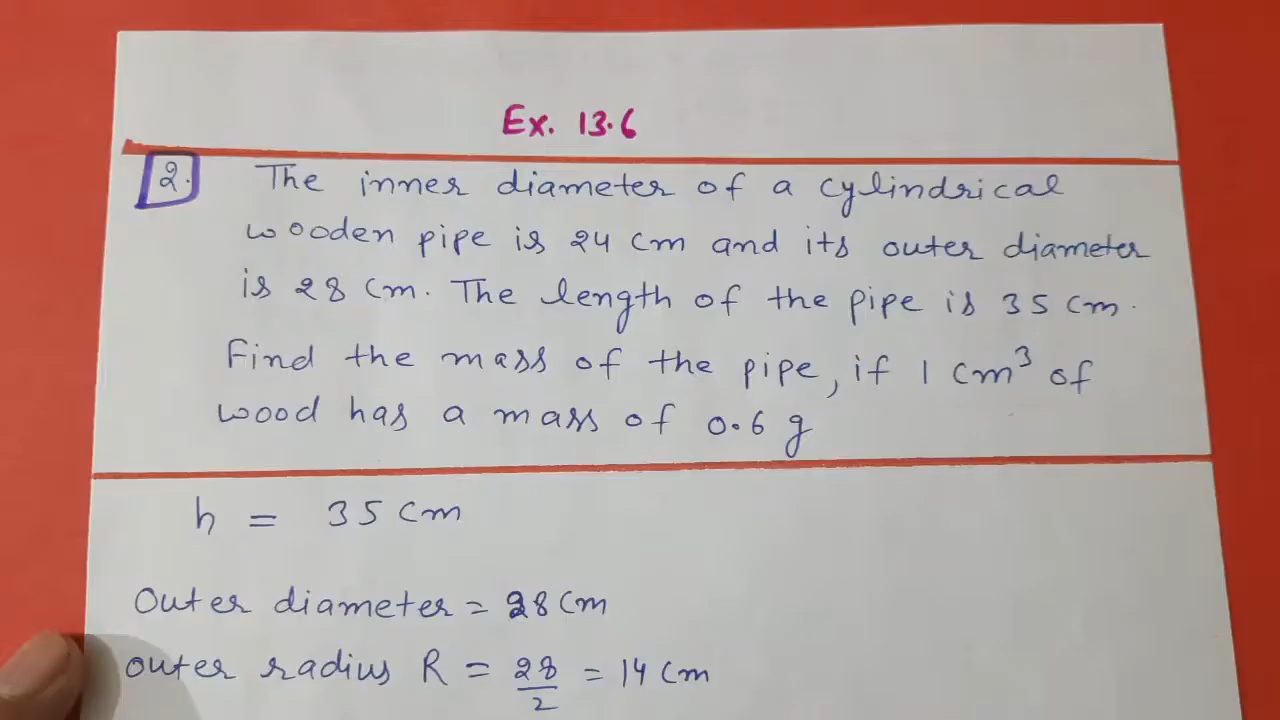 Ex. 13.6
2. The inner diameter of a cylindrical
wooden pipe is 24 cm and its outer diameter
is 28 cm. The length of the pipe is 35 cm.
Find the mass of the pipe, if 1 cm³ of
wood has a mass of 0.6 g
h = 35 cm
Outer diameter = 28 cm
outer radius R = 28/2 = 14 cm